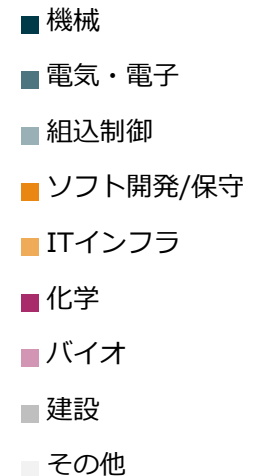 機械
電気・電子
組込制御
ソフト開発/保守
ITインフラ
化学
バイオ
建設
その他